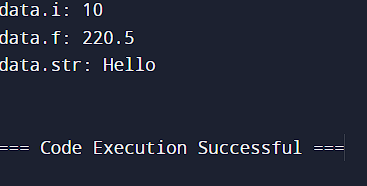 data.i: 10
data.f: 220.5
data.str: Hello
=== Code Execution Successful ===